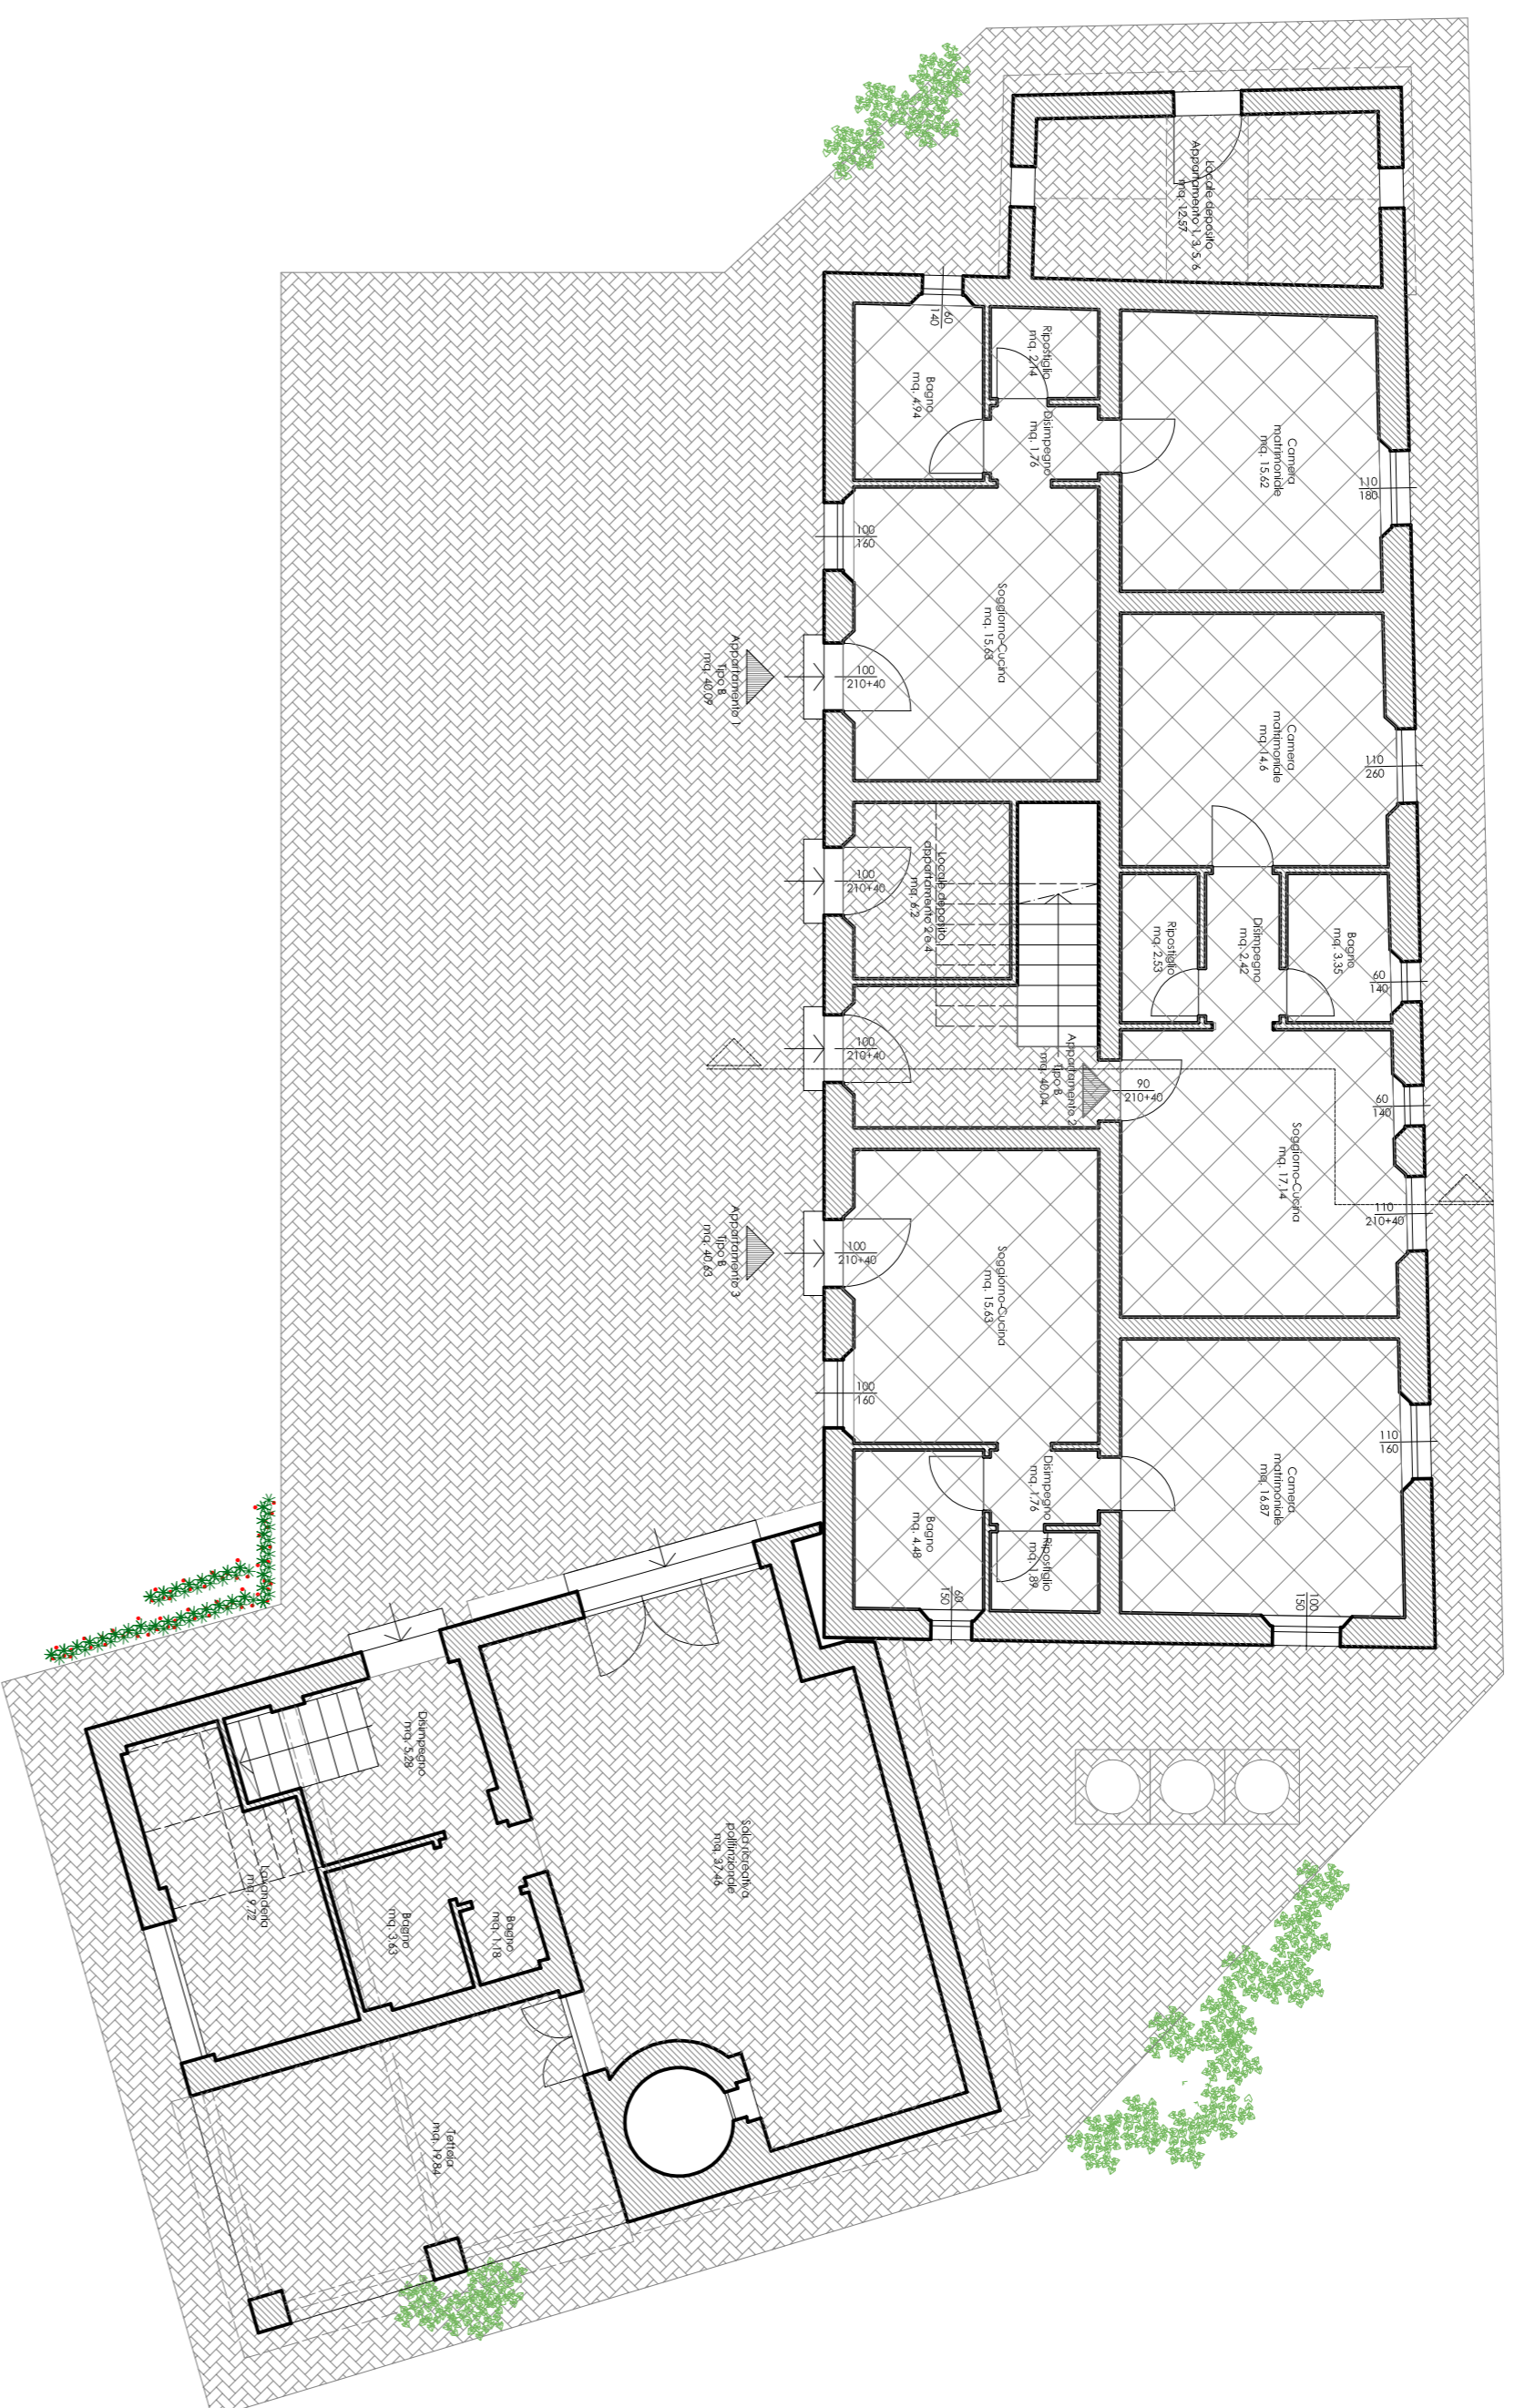 Locale deposito
Appartamento 1, 3, 5, 6
mq. 12.57
60
140
Ripostiglio
mq. 2.14
Bagno
mq. 4.94
Disimpegno
mq. 1.76
Camera
matrimoniale
mq. 15.62
110
180
100
160
Soggiorno-Cucina
mq. 15.63
Appartamento 1
Tipo B
mq. 40.09
100
210+40
Camera
matrimoniale
mq. 14.6
110
260
Locale deposito
appartamento 2 e 4
mq. 6.2
100
210+40
Ripostiglio
mq. 2.53
Disimpegno
mq. 2.42
Bagno
mq. 3.35
60
140
100
210+40
Appartamento 2
Tipo B
mq. 40.04
90
210+40
60
140
Soggiorno-Cucina
mq. 17.14
110
210+40
Appartamento 3
Tipo B
mq. 40.63
100
210+40
Soggiorno-Cucina
mq. 15.63
100
160
110
160
Camera
matrimoniale
mq. 16.87
Disimpegno
mq. 1.76
Bagno
mq. 4.48
Ripostiglio
mq. 1.89
60
150
100
150
Disimpegno
mq. 5.28
Sala ricreativa
polifinzionale
mq. 37.46
Lavanderia
mq. 9.72
Bagno
mq. 3.63
Bagno
mq. 1.18
Tettoia
mq. 19.84